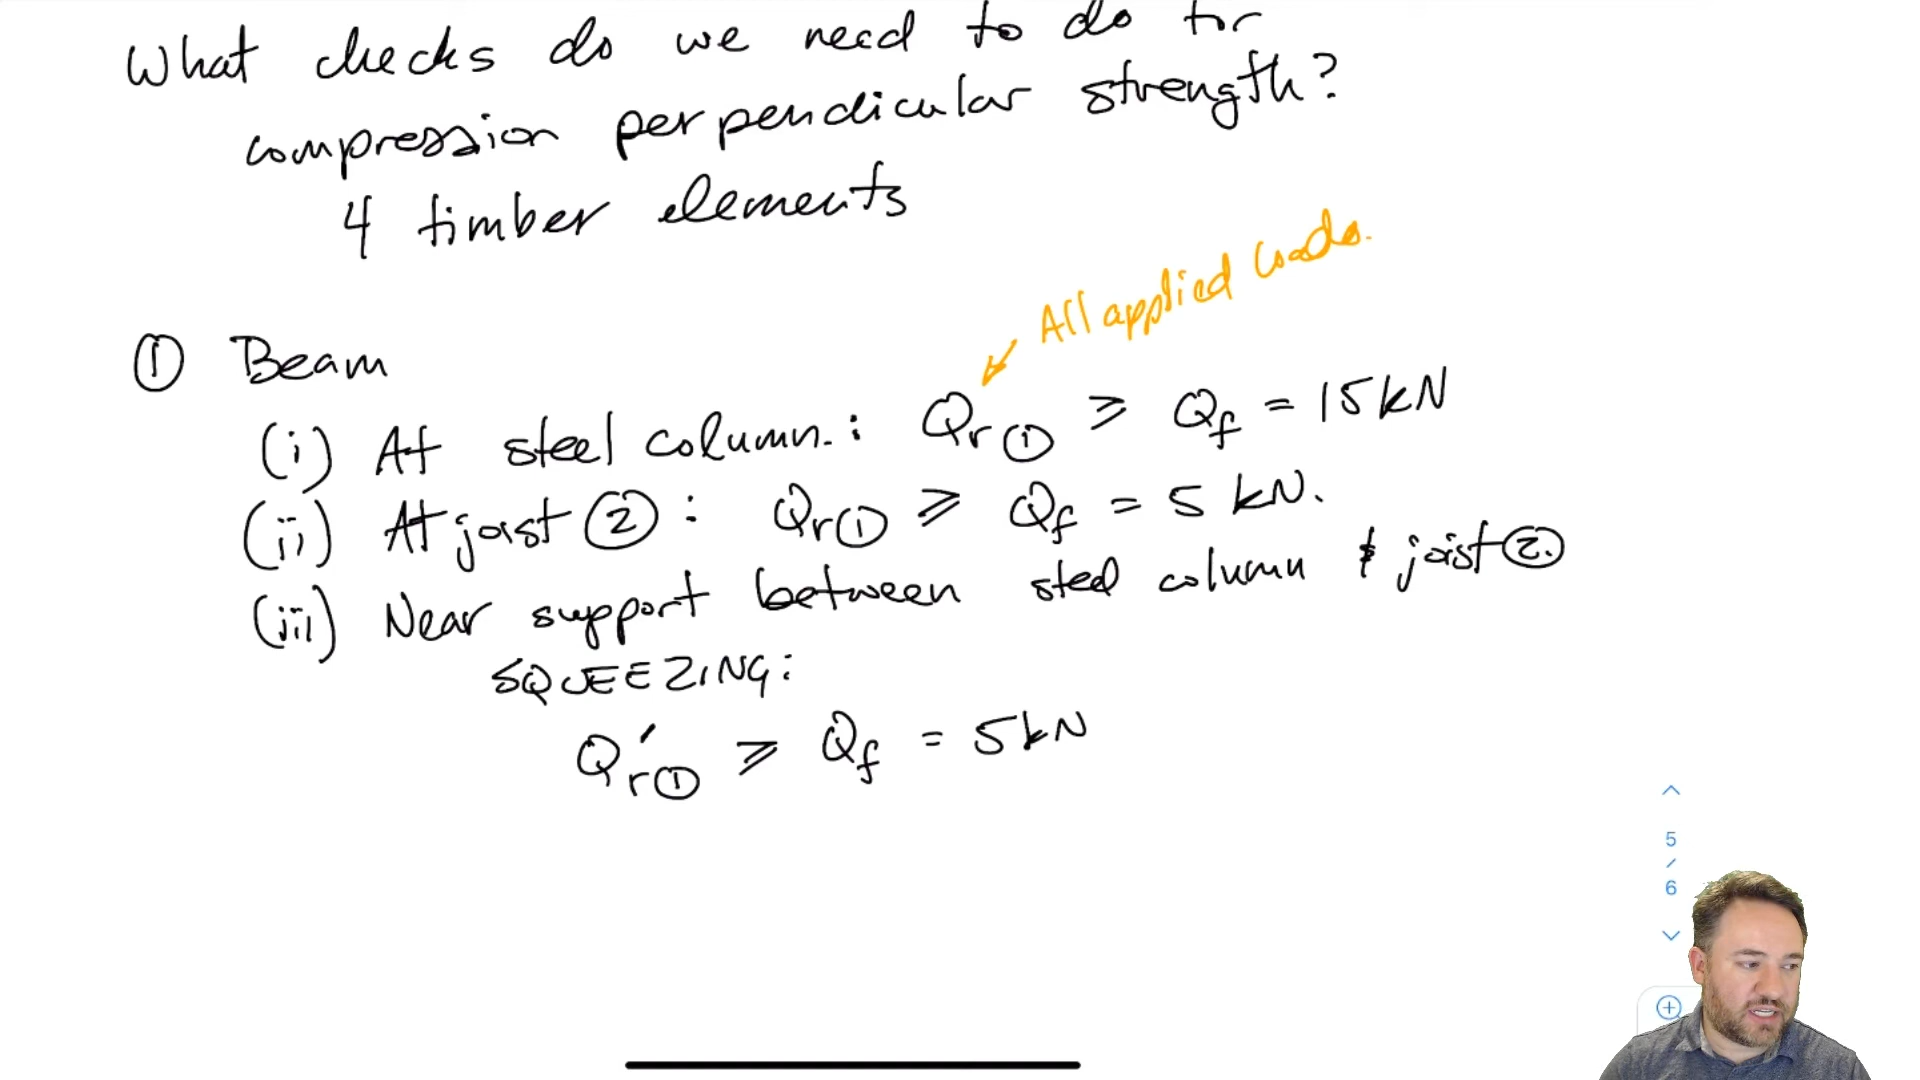 What checks do we need to do for
compression perpendicular strength?
4 timber elements
All applied loads.
① Beam
(i) At steel column.: Qr① ≥ Qf = 15kN
(ii) At joist ②: Qr① ≥ Qf = 5 kN.
(iii) Near support between steel column & joist ②.
SQUEEZING:
Q'r① ≥ Qf = 5kN
5
/
6